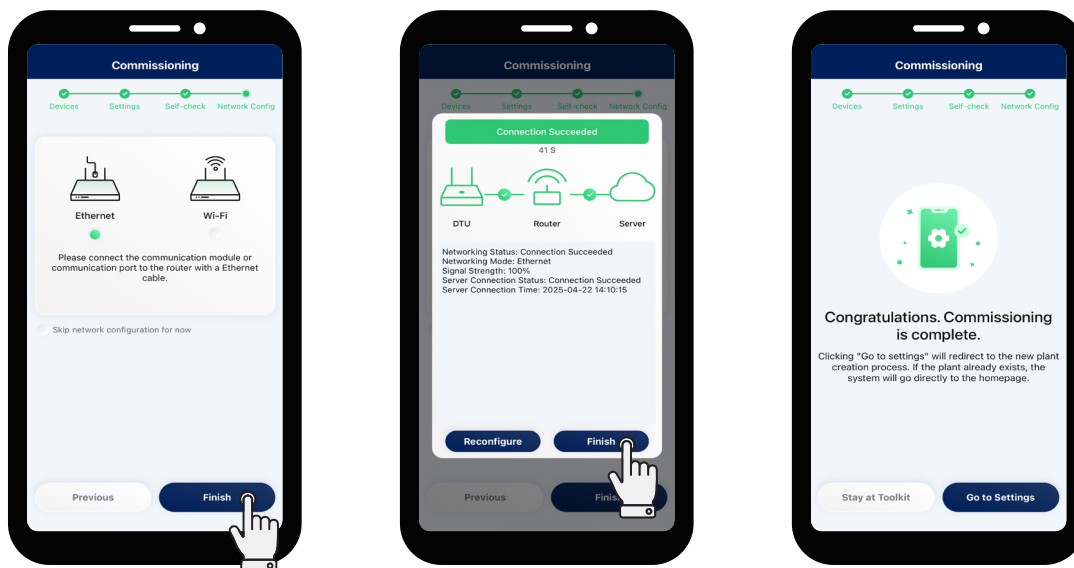 Commissioning
Devices Settings Self-check Network Config
Ethernet Wi-Fi
Please connect the communication module or
communication port to the router with a Ethernet
cable.
Skip network configuration for now
Previous Finish
Commissioning
Devices Settings Self-check Network Config
Connection Succeeded
41 S
DTU Router Server
Networking Status: Connection Succeeded
Networking Mode: Ethernet
Signal Strength: 100%
Server Connection Status: Connection Succeeded
Server Connection Time: 2025-04-22 14:10:15
Reconfigure Finish
Previous Finish
Commissioning
Devices Settings Self-check Network Config
Congratulations. Commissioning
is complete.
Clicking "Go to settings" will redirect to the new plant
creation process. If the plant already exists, the
system will go directly to the homepage.
Stay at Toolkit Go to Settings